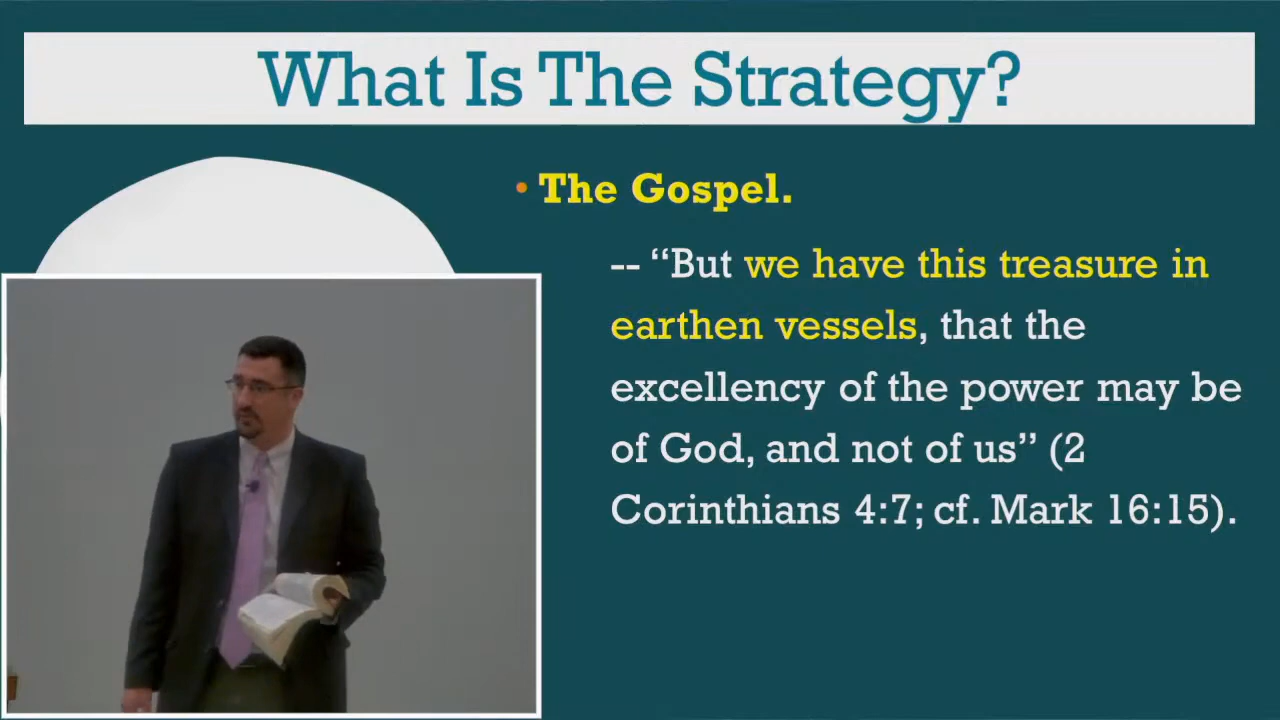 What Is The Strategy?
• The Gospel.
-- “But we have this treasure in
earthen vessels, that the
excellency of the power may be
of God, and not of us” (2
Corinthians 4:7; cf. Mark 16:15).